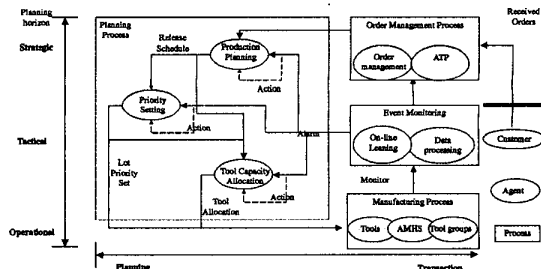 Planning
horizon
Strategic
Tactical
Operational
Planning
Process
Release
Schedule
Production
Planning
Action
Priority
Setting
Action
Alarm
Lot
Priority
Set
Tool Capacity
Allocation
Tool
Allocation
Action
Order Management Process
Order
management
ATP
Event Monitoring
On-line
Leaning
Data
processing
Monitor
Manufacturing Process
Tools
AMHS
Tool groups
Received
Orders
Customer
Agent
Process
Planning
Transaction